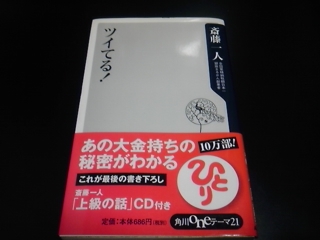 斎藤一人
ツイてる!
あの大金持ちの
秘密がわかる
10万部!
これが最後の書き下ろし
斎藤一人
「上級の話」CD付き
定価:本体686円(税別)
ひとり
角川oneテーマ21